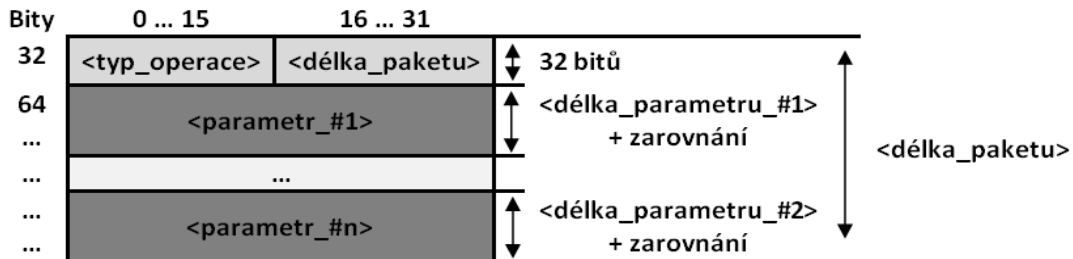 Bity 0 ... 15 16 ... 31
32 <typ_operace> <délka_paketu> 32 bitů
64 <parametr_#1> <délka_parametru_#1>
... + zarovnání
<délka_paketu>
... ...
... <parametr_#n> <délka_parametru_#2>
... + zarovnání